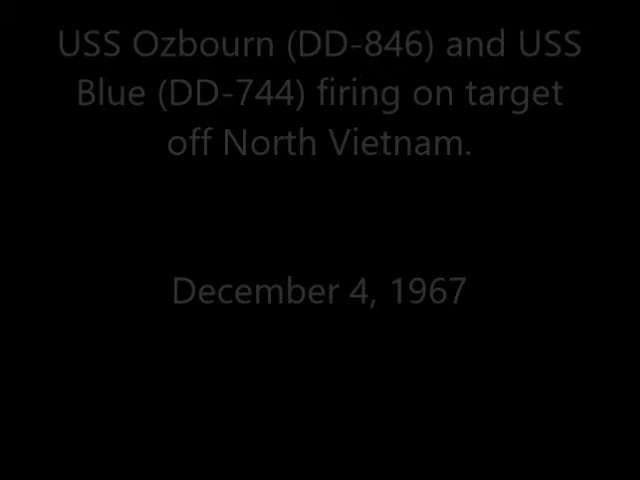 USS Ozbourn (DD-846) and USS
Blue (DD-744) firing on target
off North Vietnam.
December 4, 1967